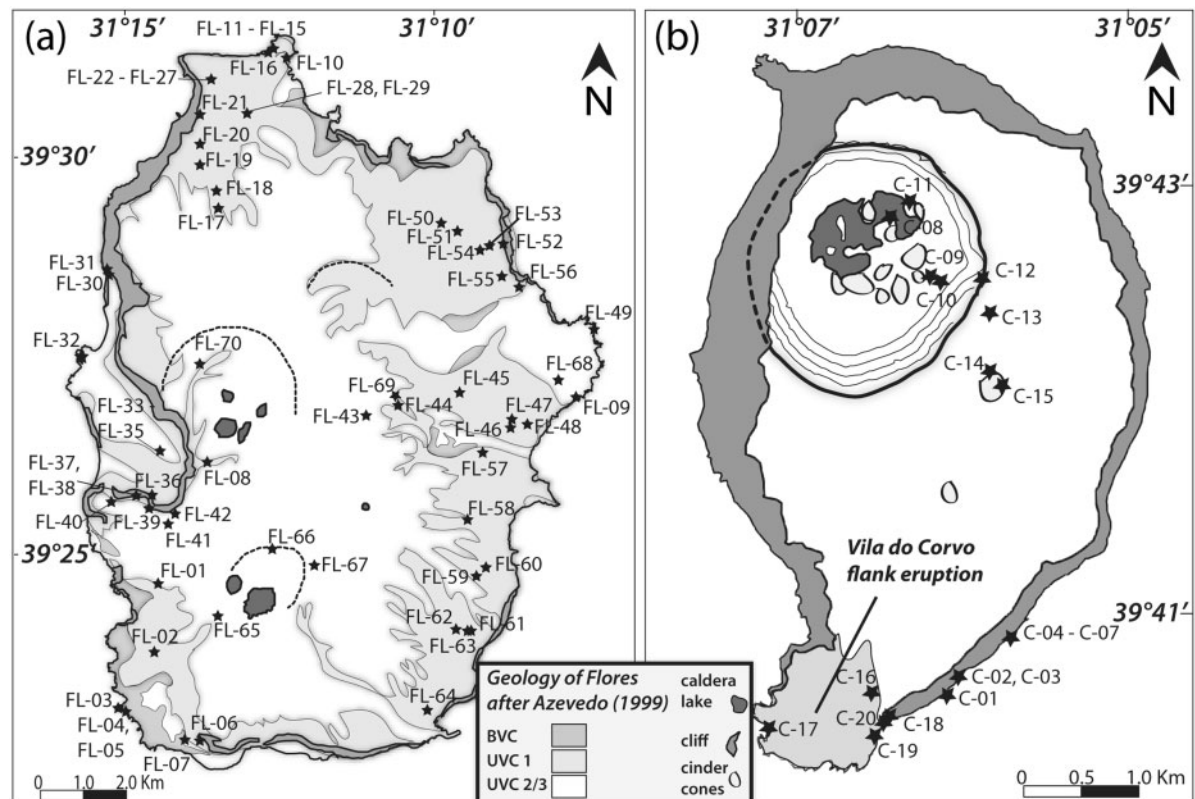 (a)
31°15′
31°10′
FL-11 - FL-15
FL-16
FL-10
N
FL-22 - FL-27
FL-28, FL-29
FL-21
FL-20
39°30′
FL-19
FL-18
FL-17
FL-50
FL-51
FL-53
FL-54
FL-52
FL-55
FL-56
FL-31
FL-30
FL-49
FL-32
FL-70
FL-68
FL-69
FL-45
FL-09
FL-33 -
FL-35
FL-43
FL-44
FL-47
FL-46
FL-48
FL-57
FL-37,
FL-38
FL-36
FL-08
FL-40
FL-39
FL-42
FL-41
FL-58
39°25′
FL-66
FL-67
FL-01
FL-59
FL-60
FL-65
FL-62
FL-61
FL-63
FL-02
FL-64
FL-03
FL-04,
FL-05
FL-06
FL-07
0 1.0 2.0 Km
Geology of Flores
after Azevedo (1999)
BVC
UVC 1
UVC 2/3
caldera
lake
cliff
cinder
cones
(b)
31°07′
31°05′
N
39°43′
C-11
C-08
C-09
C-10
C-12
C-13
C-14
C-15
Vila do Corvo
flank eruption
39°41′
C-04 - C-07
C-02, C-03
C-01
C-16
C-20
C-18
C-17
C-19
0 0.5 1.0 Km